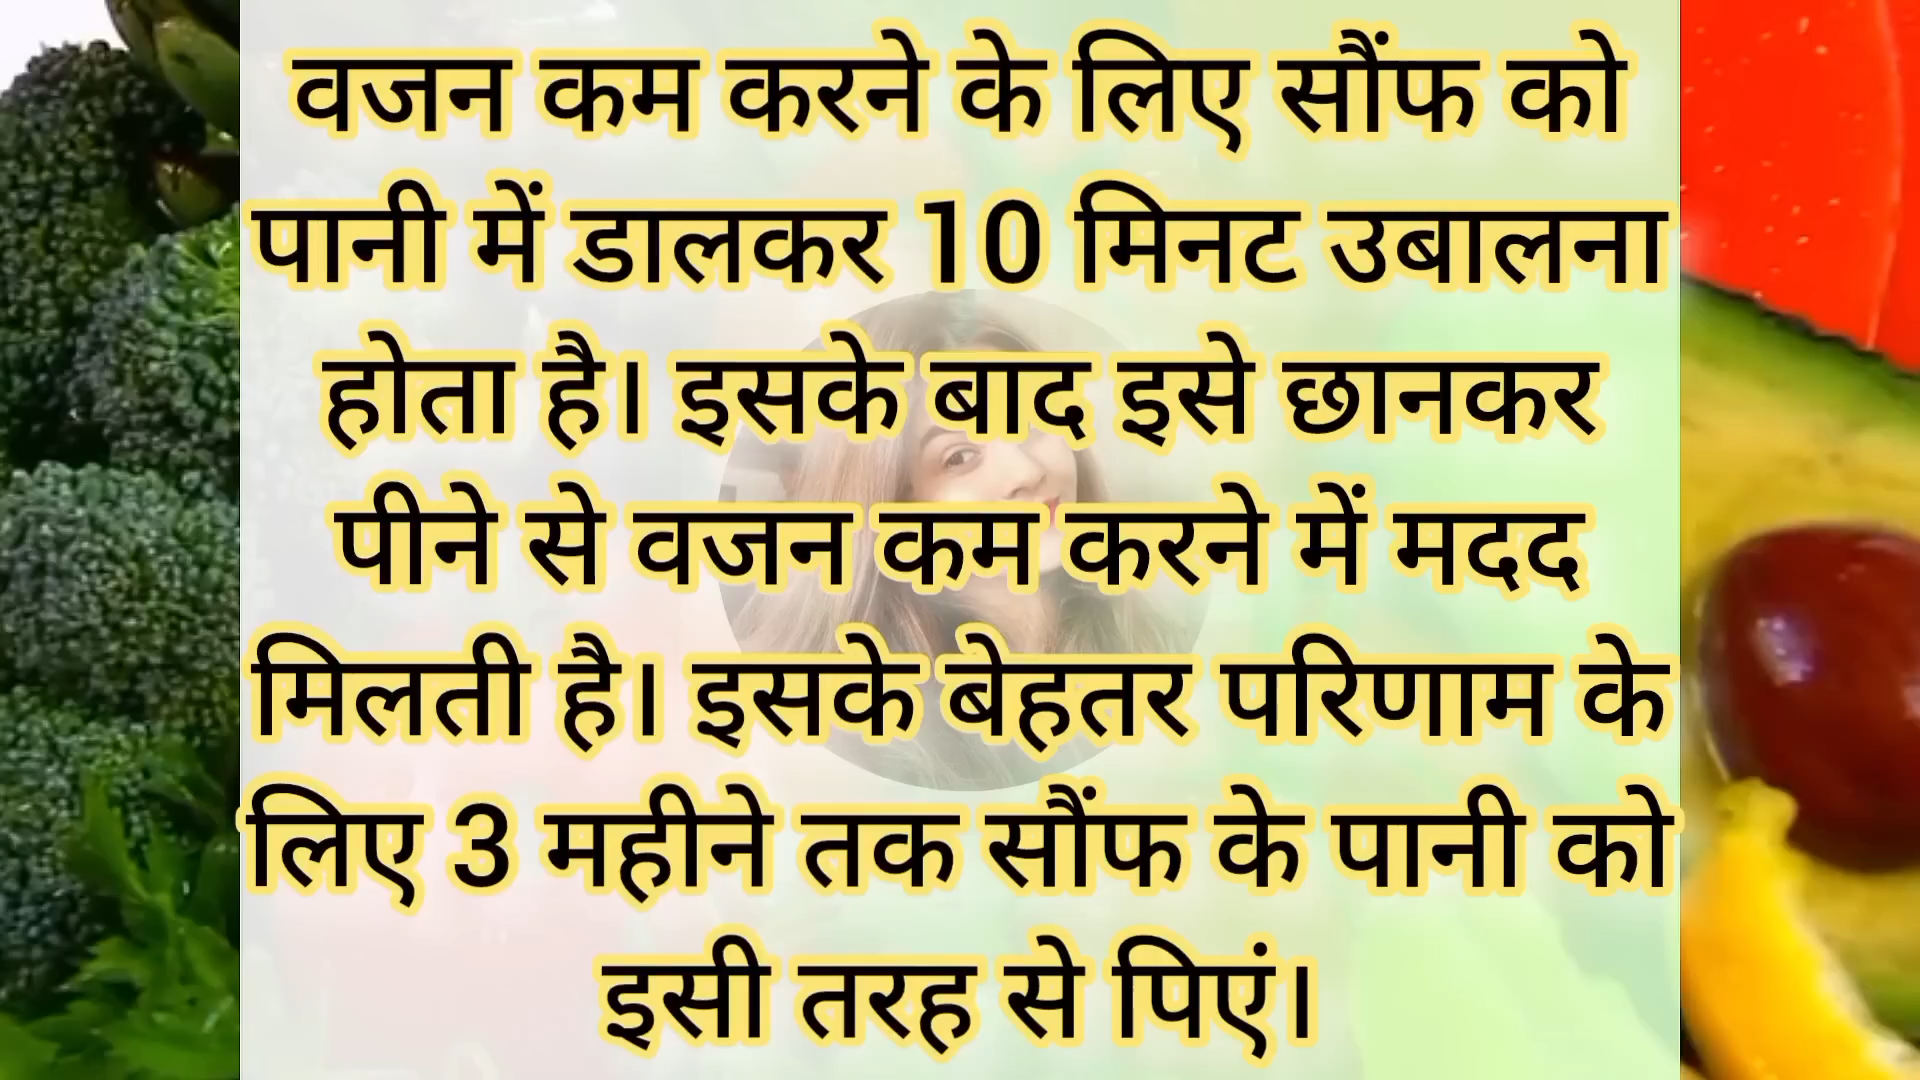 वजन कम करने के लिए सौंफ को
पानी में डालकर 10 मिनट उबालना
होता है। इसके बाद इसे छानकर
पीने से वजन कम करने में मदद
मिलती है। इसके बेहतर परिणाम के
लिए 3 महीने तक सौंफ के पानी को
इसी तरह से पिएं।